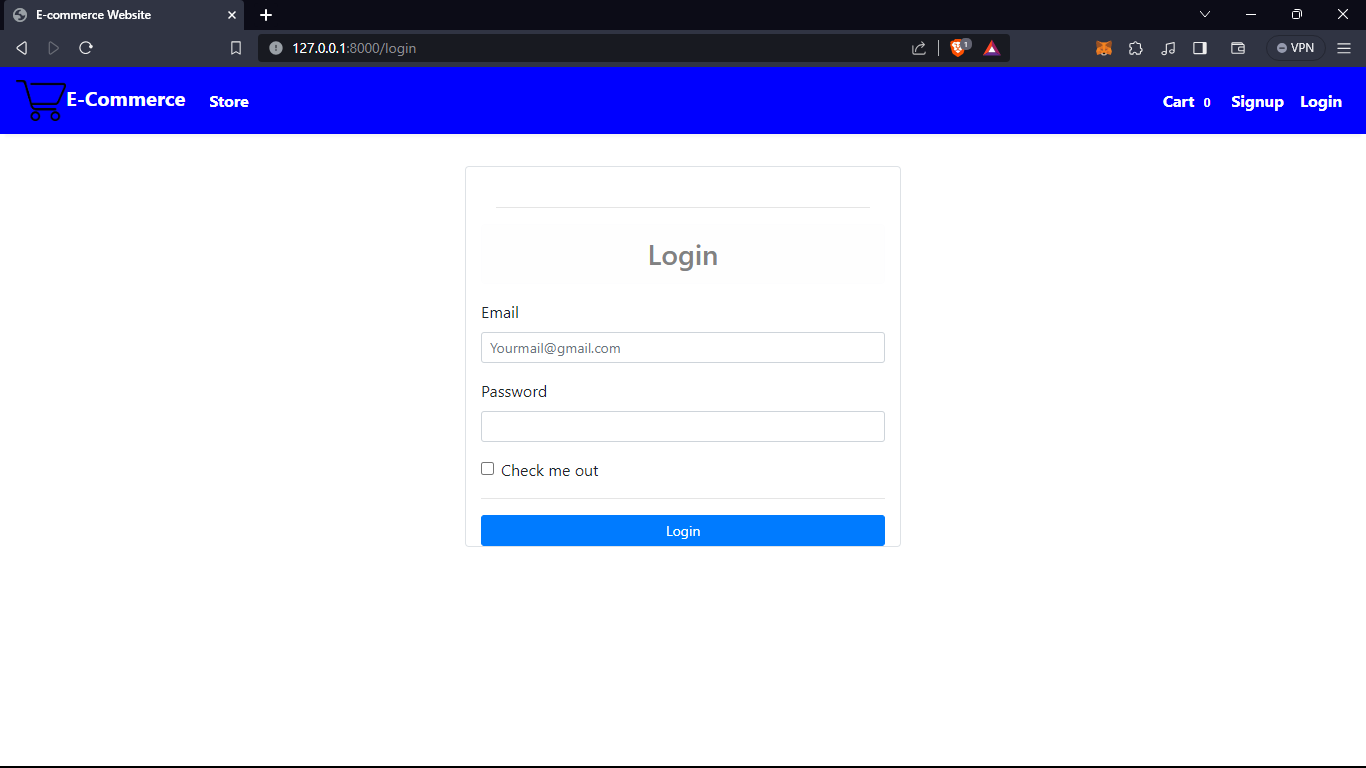 E-commerce Website
127.0.0.1:8000/login
1
VPN
E-Commerce Store Cart 0 Signup Login
Login
Email
Yourmail@gmail.com
Password
Check me out
Login